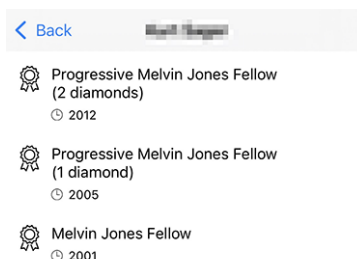 Back
Progressive Melvin Jones Fellow
(2 diamonds)
2012
Progressive Melvin Jones Fellow
(1 diamond)
2005
Melvin Jones Fellow
2001